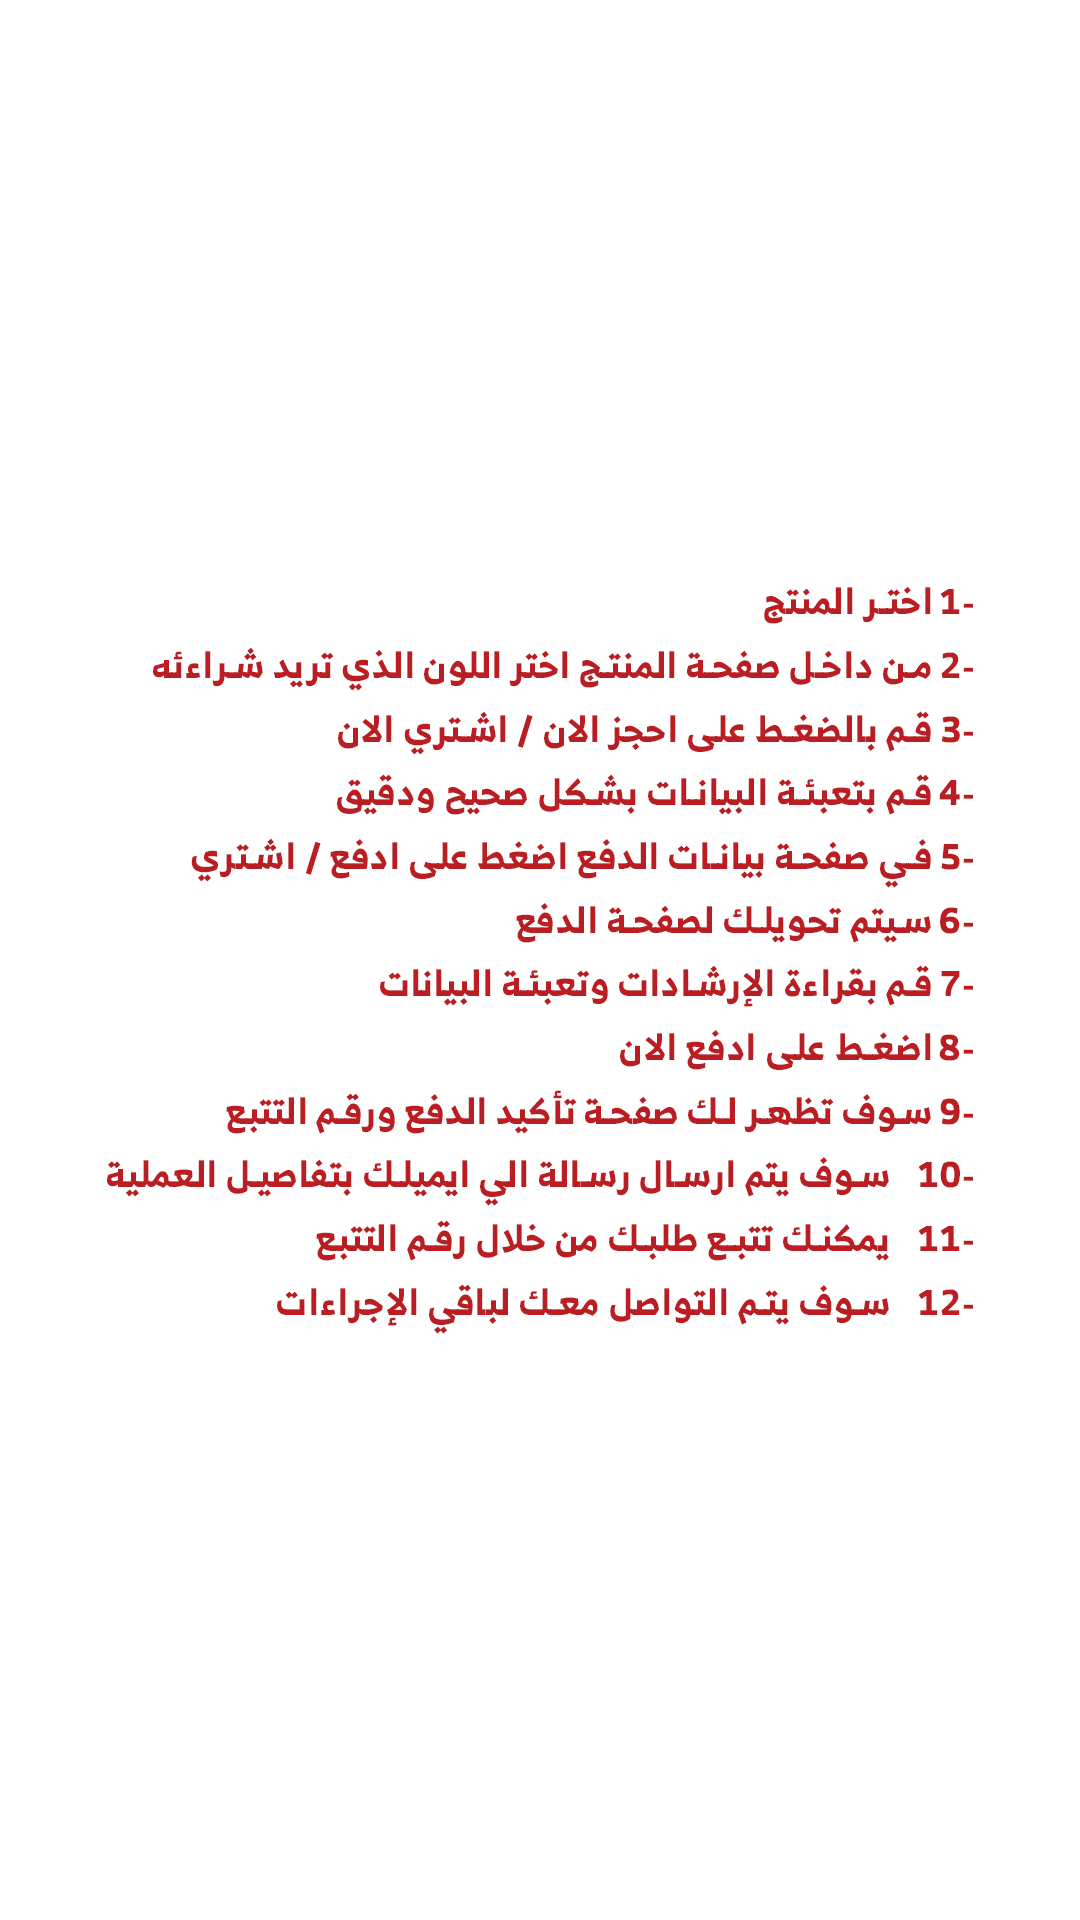 1- اختر المنتج
2- من داخل صفحة المنتج اختر اللون الذي تريد شراءئه
3- قم بالضغط على احجز الان / اشتري الان
4- قم بتعبئة البيانات بشكل صحيح ودقيق
5- في صفحة بيانات الدفع اضغط على ادفع / اشتري
6- سيتم تحويلك لصفحة الدفع
7- قم بقراءة الإرشادات وتعبئة البيانات
8- اضغط على ادفع الان
9- سوف تظهر لك صفحة تأكيد الدفع ورقم التتبع
10- سوف يتم ارسال رسالة الي ايميلك بتفاصيل العملية
11- يمكنك تتبع طلبك من خلال رقم التتبع
12- سوف يتم التواصل معك لباقي الإجراءات